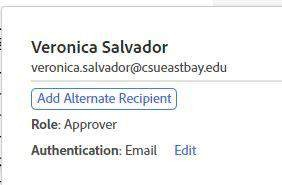 Veronica Salvador
veronica.salvador@csueastbay.edu
Add Alternate Recipient
Role: Approver
Authentication: Email Edit